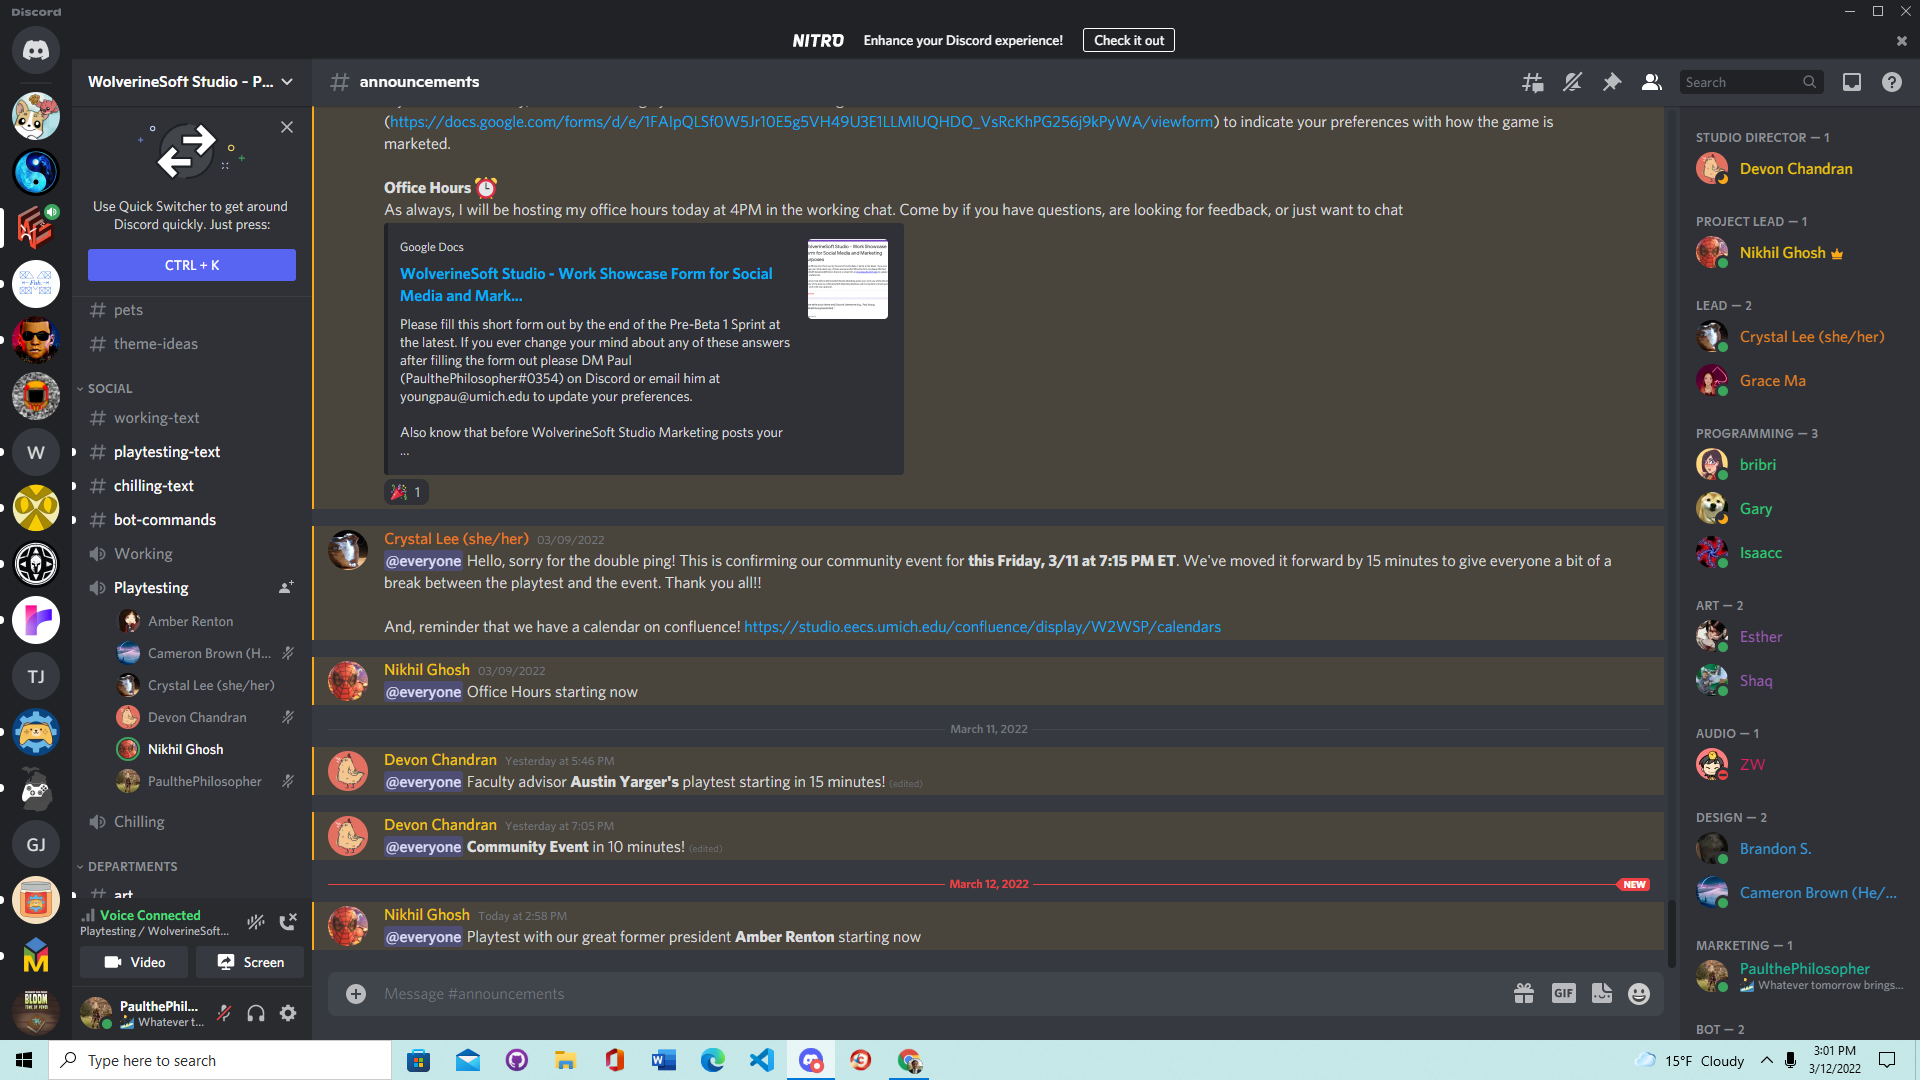 Discord
NITRO Enhance your Discord experience! Check it out
WolverineSoft Studio - P...
Use Quick Switcher to get around
Discord quickly. Just press:
CTRL + K
pets
theme-ideas
SOCIAL
working-text
playtesting-text
chilling-text
bot-commands
Working
Playtesting
Amber Renton
Cameron Brown (H...
Crystal Lee (she/her)
Devon Chandran
Nikhil Ghosh
PaulthePhilosopher
Chilling
DEPARTMENTS
art
Voice Connected
Playtesting / WolverineSoft...
Video
Screen
PaulthePhil...
Whatever t...
W
TJ
GJ
BLOOM
announcements
Search
(https://docs.google.com/forms/d/e/1FAIpQLSf0W5Jr10E5g5VH49U3E1LLMlUQHDO_VsRcKhPG256j9kPyWA/viewform) to indicate your preferences with how the game is
marketed.
Office Hours
As always, I will be hosting my office hours today at 4PM in the working chat. Come by if you have questions, are looking for feedback, or just want to chat
Google Docs
WolverineSoft Studio - Work Showcase Form for Social
Media and Mark...
Please fill this short form out by the end of the Pre-Beta 1 Sprint at
the latest. If you ever change your mind about any of these answers
after filling the form out please DM Paul
(PaulthePhilosopher#0354) on Discord or email him at
youngpau@umich.edu to update your preferences.
Also know that before WolverineSoft Studio Marketing posts your
...
1
Crystal Lee (she/her) 03/09/2022
@everyone Hello, sorry for the double ping! This is confirming our community event for this Friday, 3/11 at 7:15 PM ET. We've moved it forward by 15 minutes to give everyone a bit of a
break between the playtest and the event. Thank you all!!
And, reminder that we have a calendar on confluence! https://studio.eecs.umich.edu/confluence/display/W2WSP/calendars
Nikhil Ghosh 03/09/2022
@everyone Office Hours starting now
March 11, 2022
Devon Chandran Yesterday at 5:46 PM
@everyone Faculty advisor Austin Yarger's playtest starting in 15 minutes! (edited)
Devon Chandran Yesterday at 7:05 PM
@everyone Community Event in 10 minutes! (edited)
March 12, 2022 NEW
Nikhil Ghosh Today at 2:58 PM
@everyone Playtest with our great former president Amber Renton starting now
Message #announcements
GIF
STUDIO DIRECTOR — 1
Devon Chandran
PROJECT LEAD — 1
Nikhil Ghosh
LEAD — 2
Crystal Lee (she/her)
Grace Ma
PROGRAMMING — 3
bribri
Gary
Isaacc
ART — 2
Esther
Shaq
AUDIO — 1
ZW
DESIGN — 2
Brandon S.
Cameron Brown (He/...
MARKETING — 1
PaulthePhilosopher
Whatever tomorrow brings...
BOT — 2
Type here to search
15°F Cloudy
3:01 PM
3/12/2022